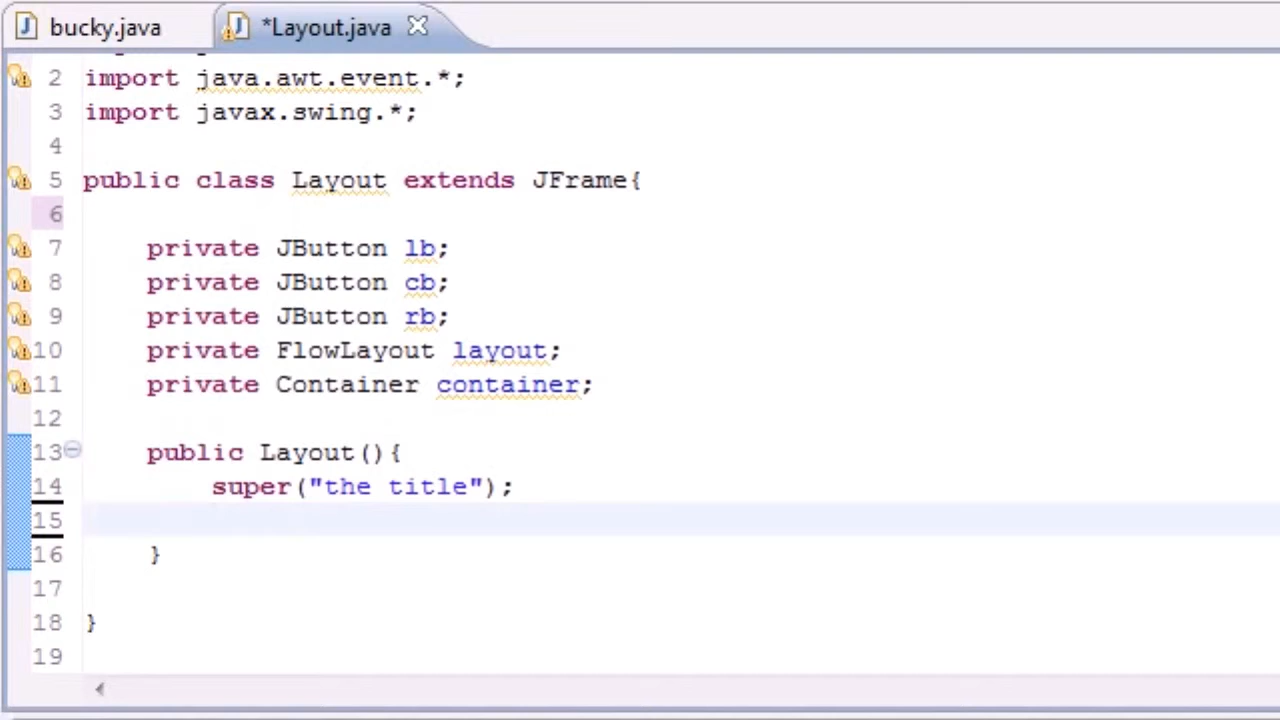 bucky.java
*Layout.java
2 import java.awt.event.*;
3 import javax.swing.*;
4
5 public class Layout extends JFrame{
6
7 private JButton lb;
8 private JButton cb;
9 private JButton rb;
10 private FlowLayout layout;
11 private Container container;
12
13 public Layout(){
14 super("the title");
15
16 }
17
18 }
19